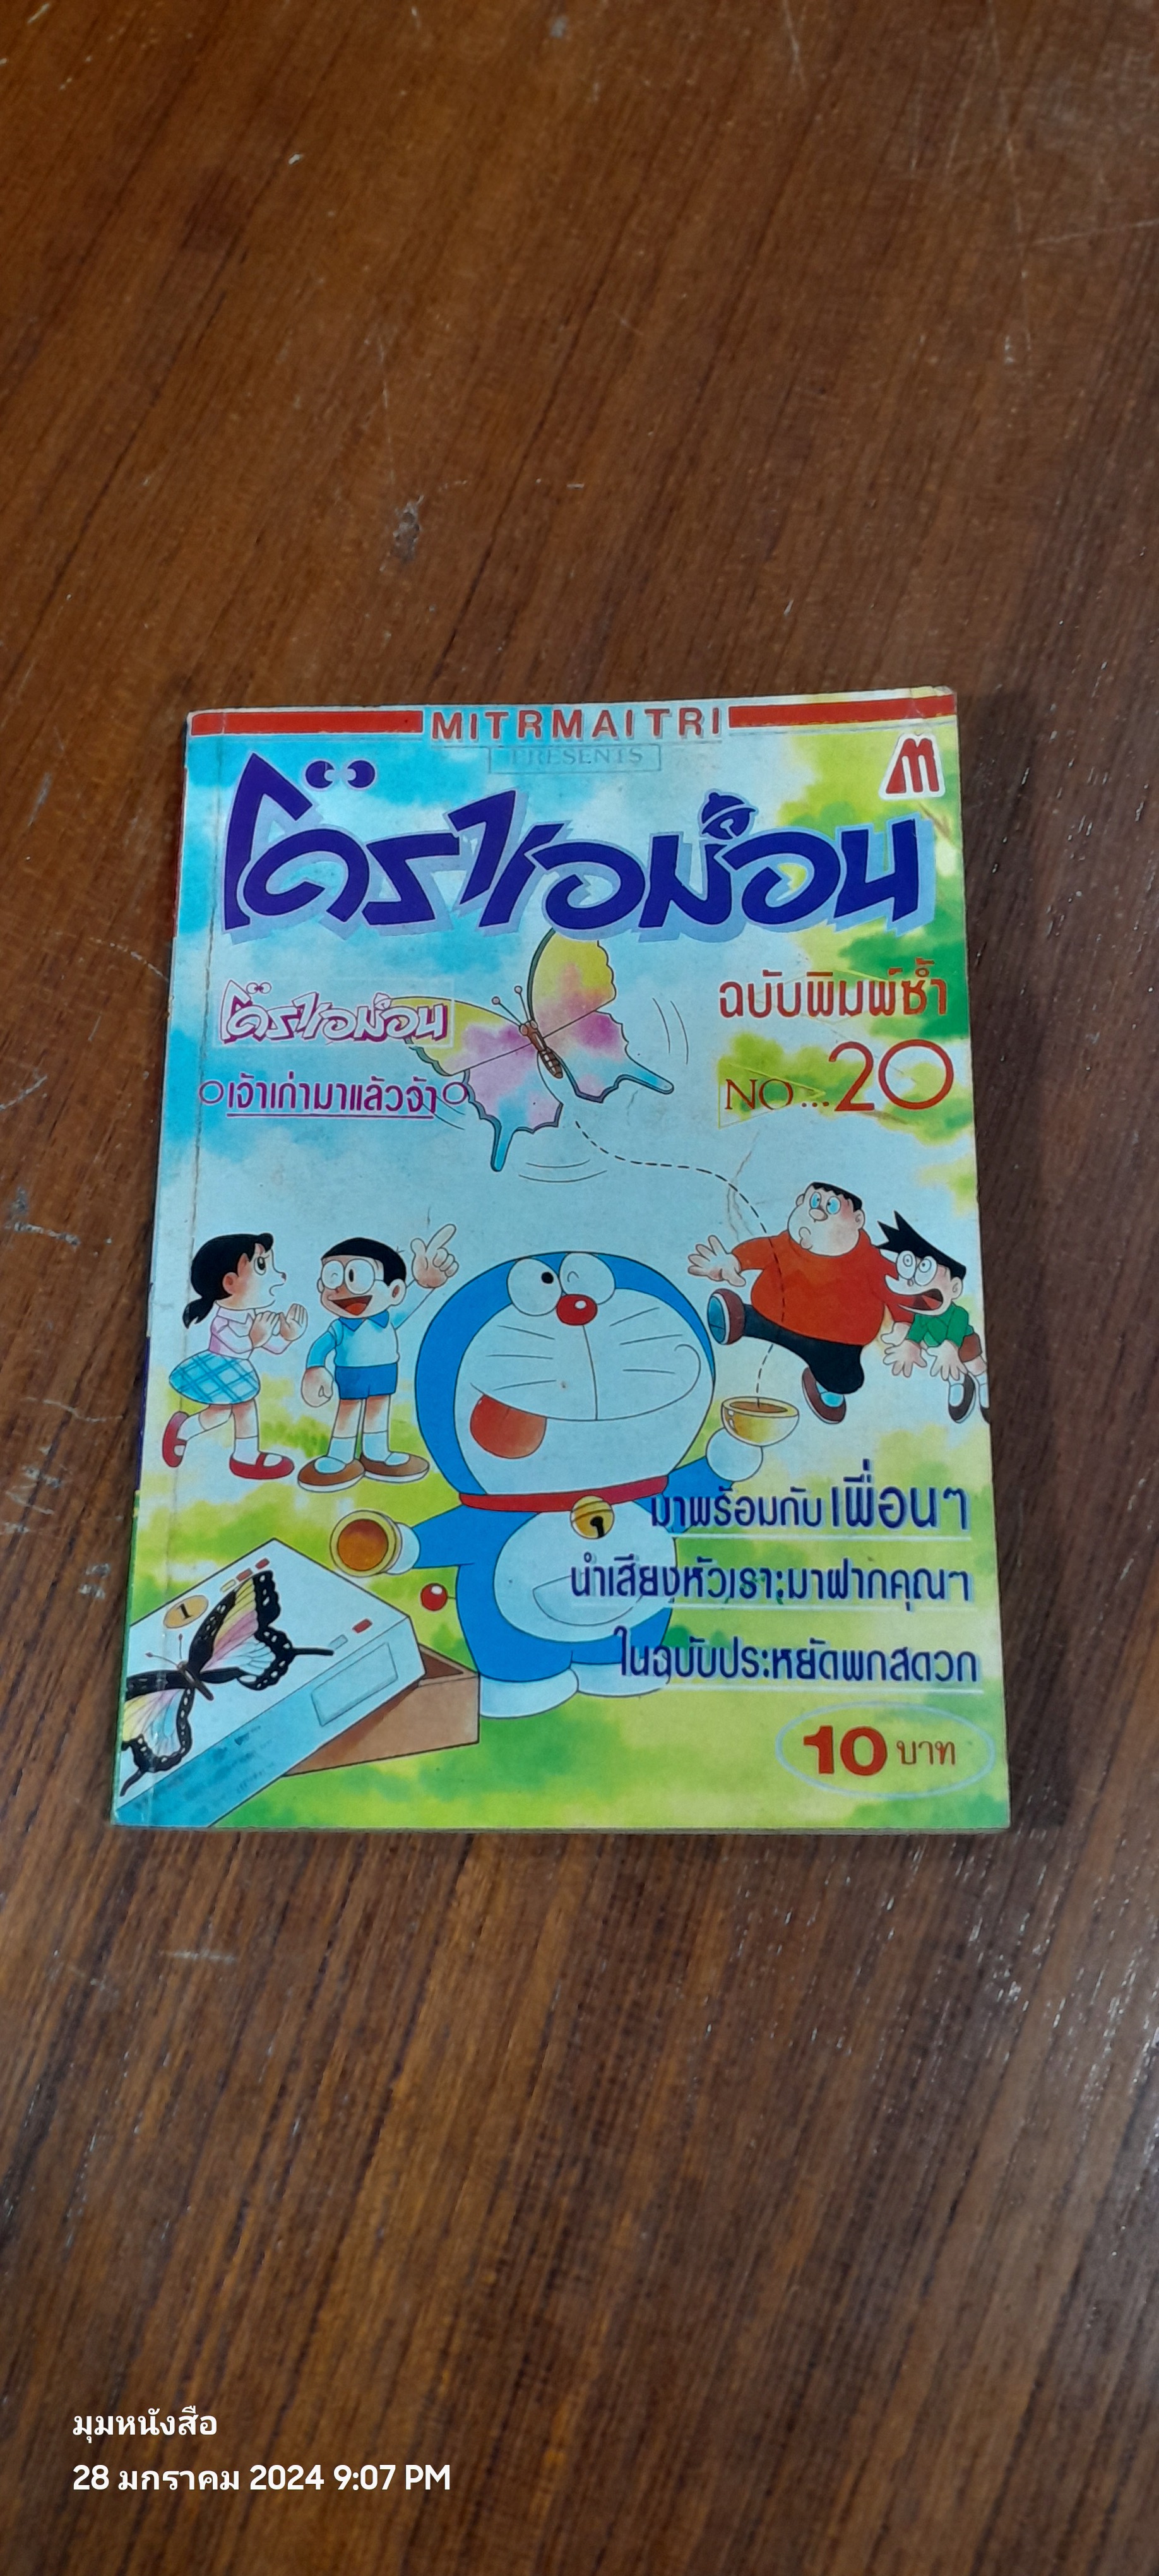 MITRMAITRI
PRESENTS
M
โดราเอม่อน
โดราเอม่อน
เจ้าเก่ามาแล้วจ้า
ฉบับพิมพ์ซ้ำ
NO...20
มาพร้อมกับเพื่อนๆ
นำเสียงหัวเราะมาฝากคุณๆ
ในฉบับประหยัดพกสดวก
1
10 บาท
มุมหนังสือ
28 มกราคม 2024 9:07 PM